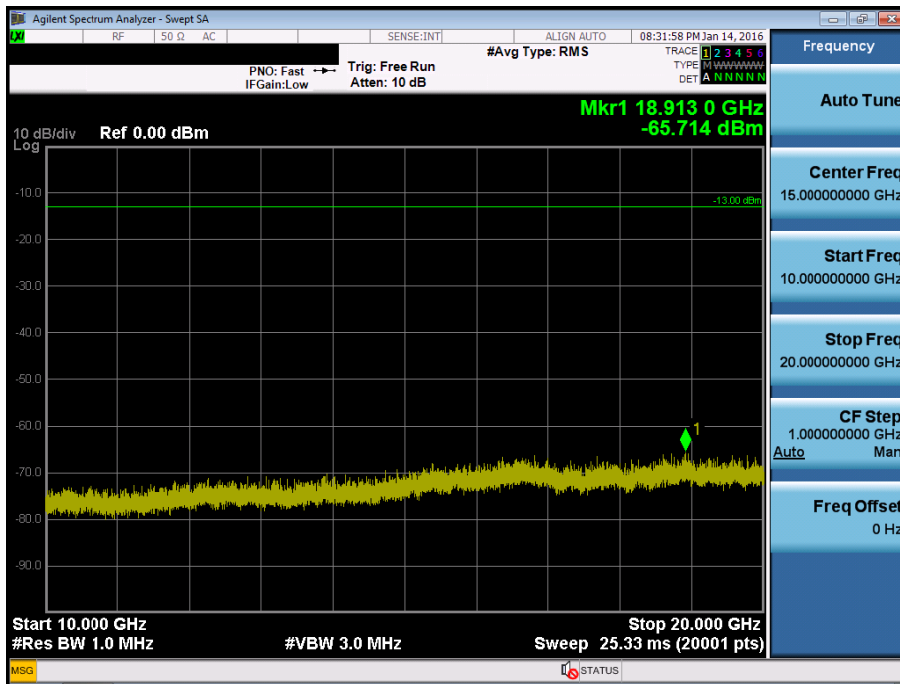 Agilent Spectrum Analyzer - Swept SA
LXI RF 50 Ω AC SENSE:INT ALIGN AUTO 08:31:58 PM Jan 14, 2016
#Avg Type: RMS
TRACE 1 2 3 4 5 6
TYPE M WWWWW
DET A N N N N N
PNO: Fast
IFGain:Low
Trig: Free Run
Atten: 10 dB
Mkr1 18.913 0 GHz
-65.714 dBm
10 dB/div Ref 0.00 dBm
Log
-10.0
-13.00 dBm
-20.0
-30.0
-40.0
-50.0
-60.0
1
-70.0
-80.0
-90.0
Start 10.000 GHz Stop 20.000 GHz
#Res BW 1.0 MHz #VBW 3.0 MHz Sweep 25.33 ms (20001 pts)
MSG STATUS
Frequency
Auto Tune
Center Freq
15.000000000 GHz
Start Freq
10.000000000 GHz
Stop Freq
20.000000000 GHz
CF Step
1.000000000 GHz
Auto Man
Freq Offset
0 Hz